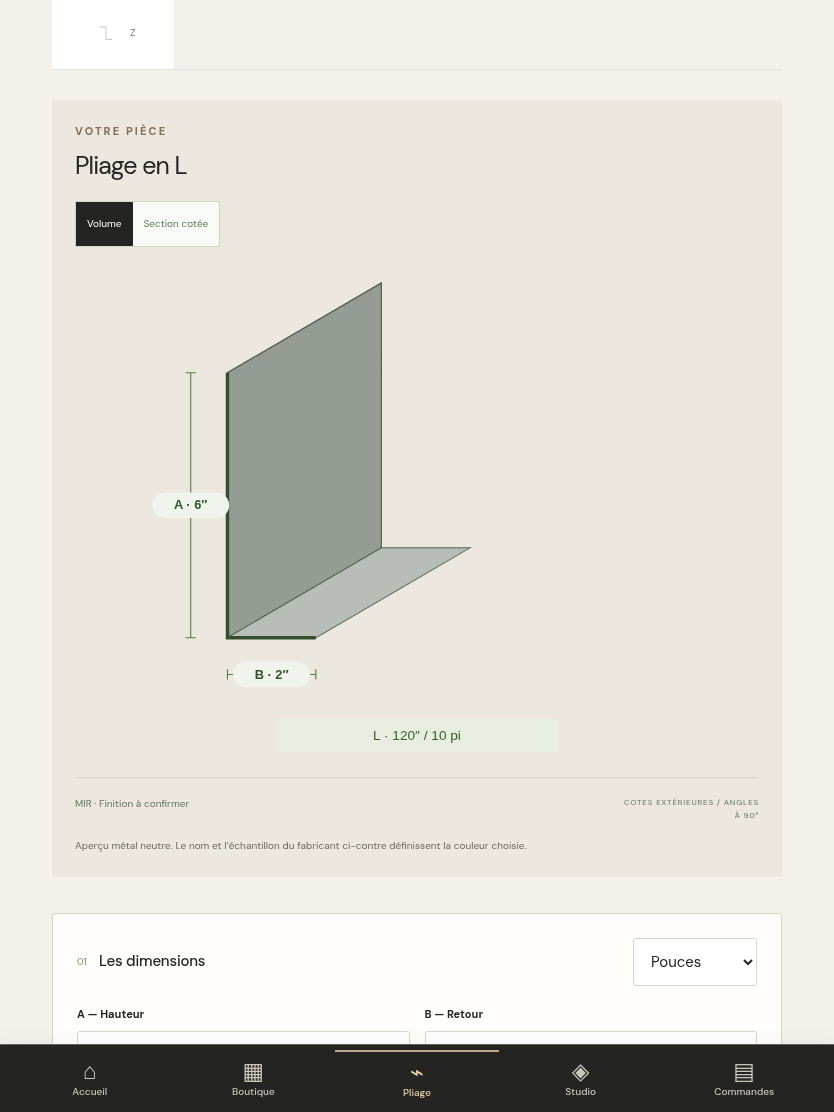 Z
VOTRE PIÈCE
Pliage en L
Volume
Section cotée
A · 6″
B · 2″
L · 120″ / 10 pi
MIR · Finition à confirmer
COTES EXTÉRIEURES / ANGLES
À 90°
Aperçu métal neutre. Le nom et l’échantillon du fabricant ci-contre définissent la couleur choisie.
01 Les dimensions
Pouces
A — Hauteur
B — Retour
Accueil
Boutique
Pliage
Studio
Commandes